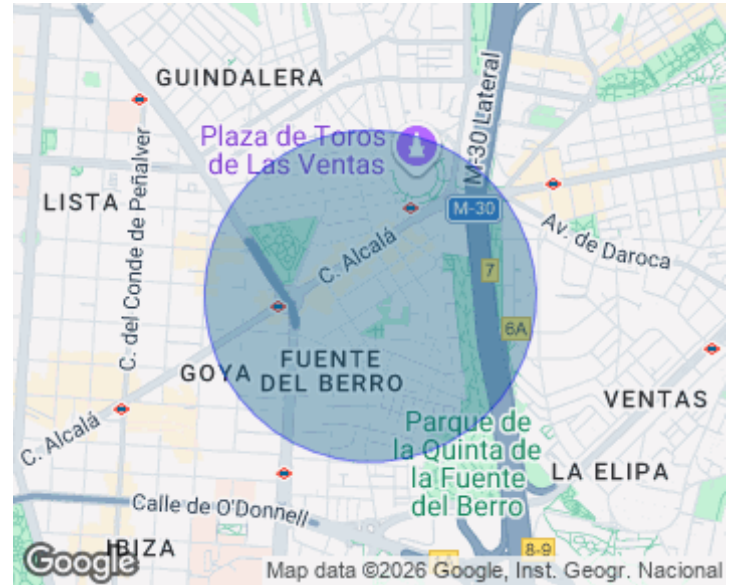 GUINDALERA
Plaza de Toros
de Las Ventas
M-30 Lateral
LISTA
C. del Conde de Peñalver
M-30
C. Alcalá
Av. de Daroca
7
6A
GOYA
FUENTE
DEL BERRO
VENTAS
C. Alcalá
Parque de
la Quinta de
la Fuente
del Berro
LA ELIPA
Calle de O'Donnell
IBIZA
8-9
Google
Map data ©2026 Google, Inst. Geogr. Nacional